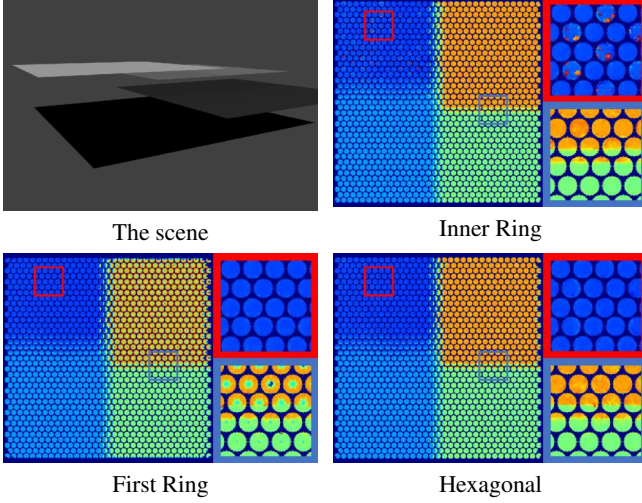 The scene
Inner Ring
First Ring
Hexagonal